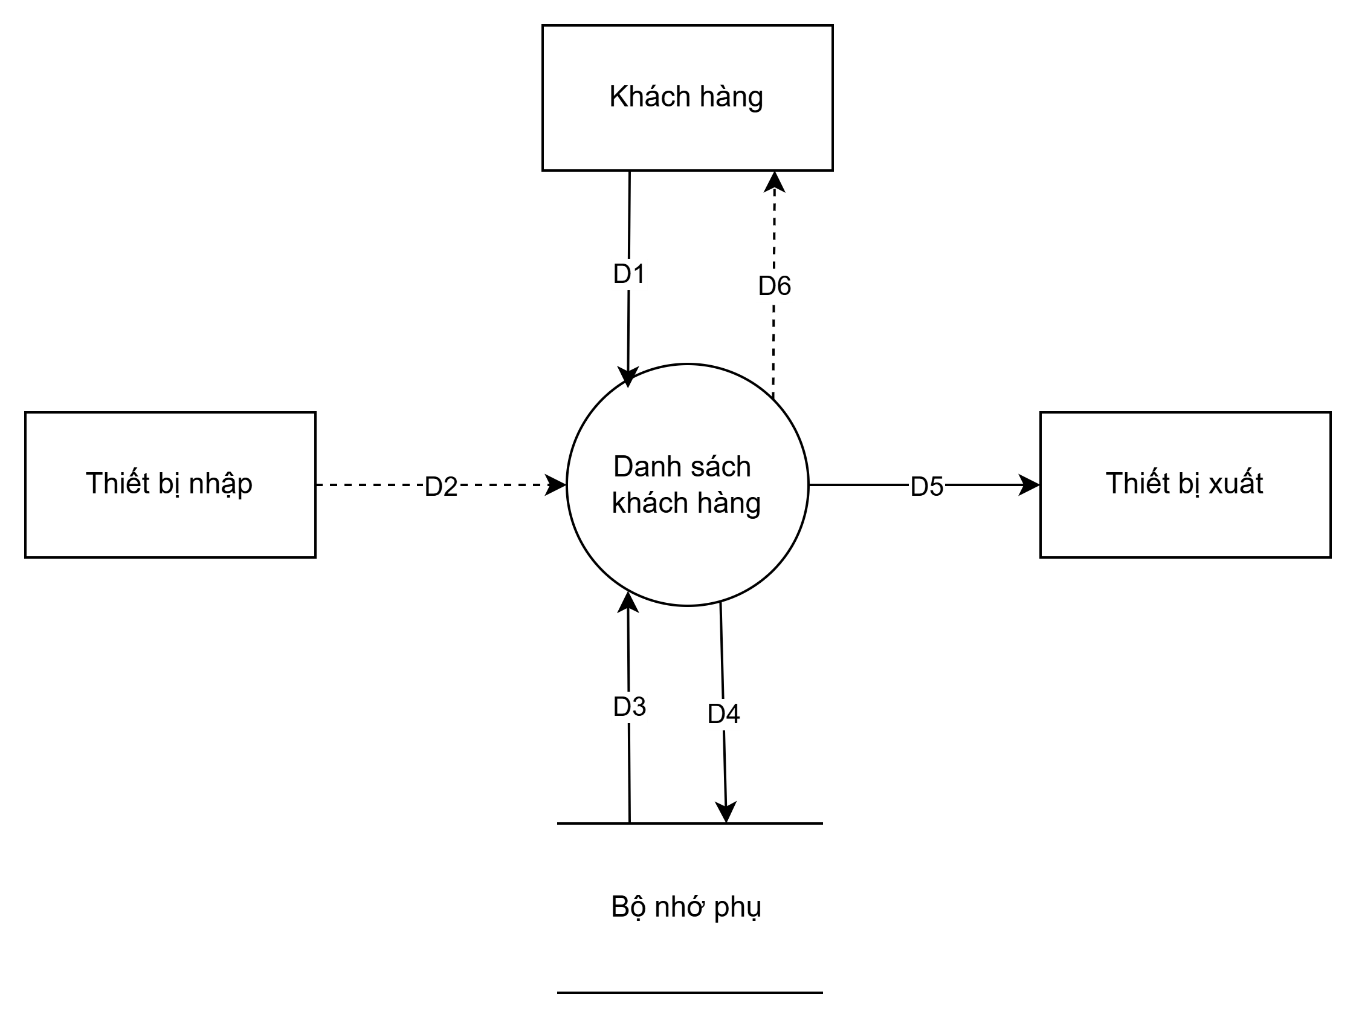 Khách hàng
D1
D6
Thiết bị nhập
D2
Danh sách
khách hàng
D5
Thiết bị xuất
D3
D4
Bộ nhớ phụ